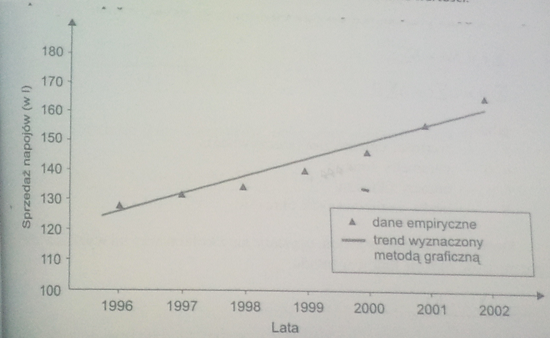 180
170
160
150
140
130
120
110
100
Sprzedaż napojów (w l)
dane empiryczne
trend wyznaczony
metodą graficzną
1996 1997 1998 1999 2000 2001 2002
Lata